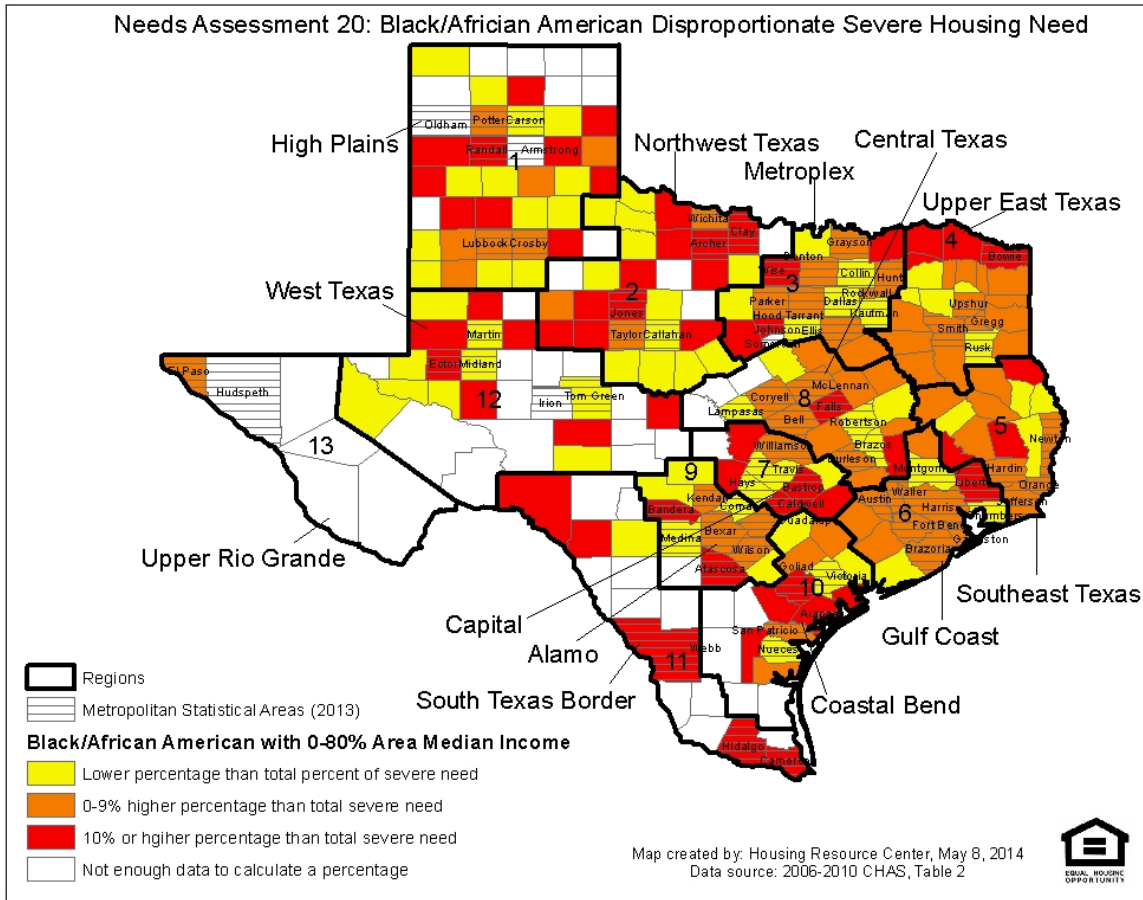 Needs Assessment 20: Black/African American Disproportionate Severe Housing Need
High Plains
Northwest Texas
Metroplex
Central Texas
Upper East Texas
West Texas
Upper Rio Grande
Capital
Alamo
South Texas Border
Coastal Bend
Gulf Coast
Southeast Texas
1
2
3
4
5
6
7
8
9
10
11
12
13
Oldham
Potter
Carson
Randall
Armstrong
Lubbock
Crosby
Wichita
Clay
Archer
Jones
Taylor
Callahan
Martin
Ector
Midland
Irion
Tom Green
El Paso
Hudspeth
Denton
Grayson
Collin
Hunt
Wise
Rockwall
Parker
Dallas
Kaufman
Hood
Tarrant
Johnson
Ellis
Bowie
Upshur
Gregg
Smith
Rusk
McLennan
Coryell
Falls
Lampasas
Bell
Robertson
Brazos
Burleson
Newton
Hardin
Orange
Jefferson
Williamson
Travis
Hays
Bastrop
Caldwell
Liberty
Waller
Austin
Harris
Fort Bend
Brazoria
Kendall
Bandera
Bexar
Medina
Wilson
Atascosa
Goliad
Victoria
San Patricio
Nueces
Webb
Hidalgo
Cameron
Regions
Metropolitan Statistical Areas (2013)
Black/African American with 0-80% Area Median Income
Lower percentage than total percent of severe need
0-9% higher percentage than total severe need
10% or hgiher percentage than total severe need
Not enough data to calculate a percentage
Map created by: Housing Resource Center, May 8, 2014
Data source: 2006-2010 CHAS, Table 2
EQUAL HOUSING
OPPORTUNITY